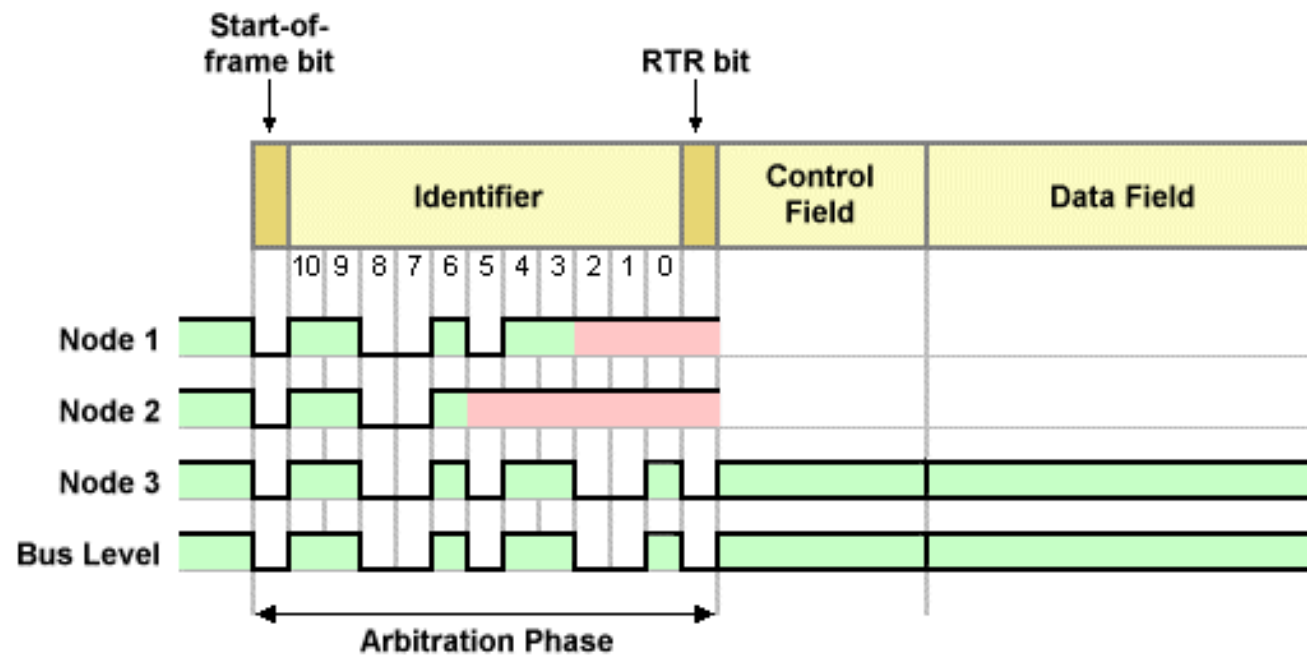 Start-of-
frame bit
RTR bit
Identifier
Control
Field
Data Field
10 9 8 7 6 5 4 3 2 1 0
Node 1
Node 2
Node 3
Bus Level
Arbitration Phase